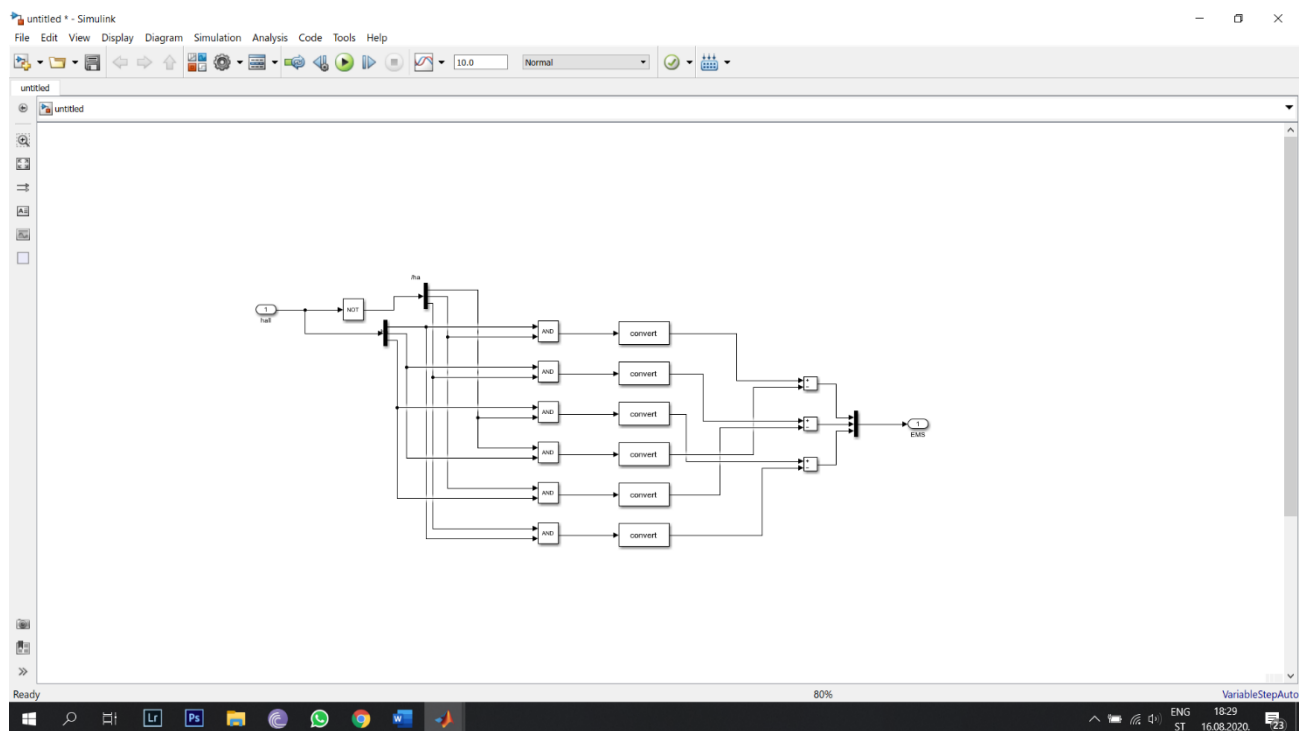 untitled * - Simulink
File Edit View Display Diagram Simulation Analysis Code Tools Help
10.0 Normal
untitled
untitled
/ha
1
hall
NOT
AND
convert
AND
convert
AND
convert
AND
convert
AND
convert
AND
convert
1
EMS
Ready 80% VariableStepAuto
Lr Ps
ENG 18:29
ST 16.08.2020. 23